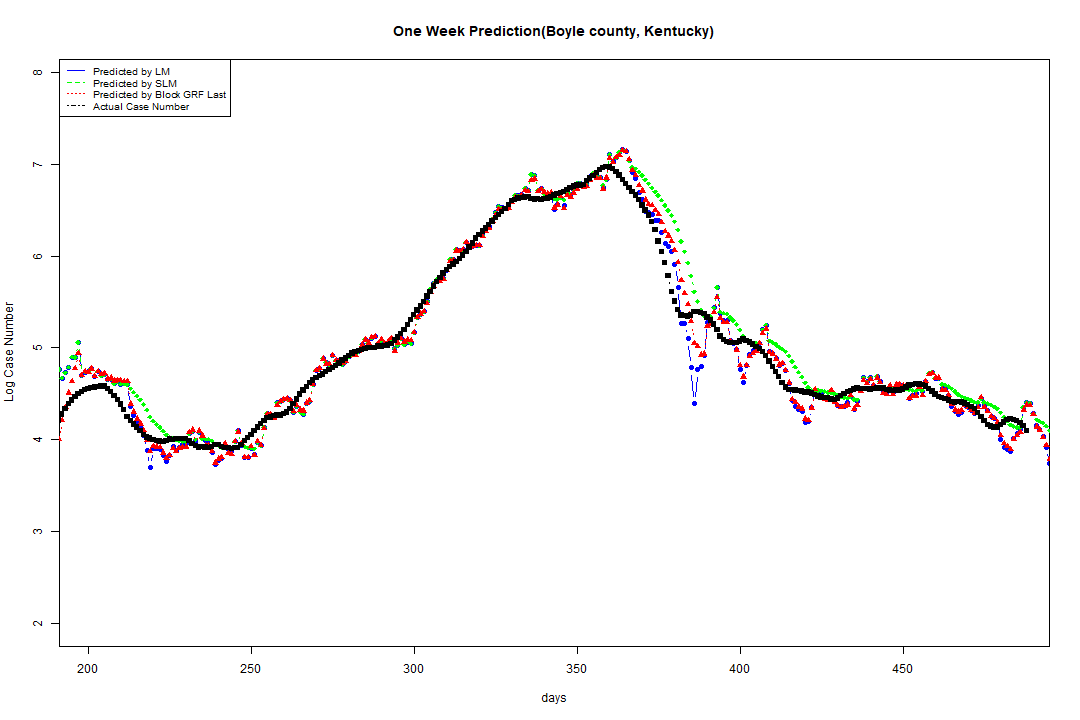 One Week Prediction(Boyle county, Kentucky)
Predicted by LM
Predicted by SLM
Predicted by Block GRF Last
Actual Case Number
Log Case Number
8
7
6
5
4
3
2
200 250 300 350 400 450
days